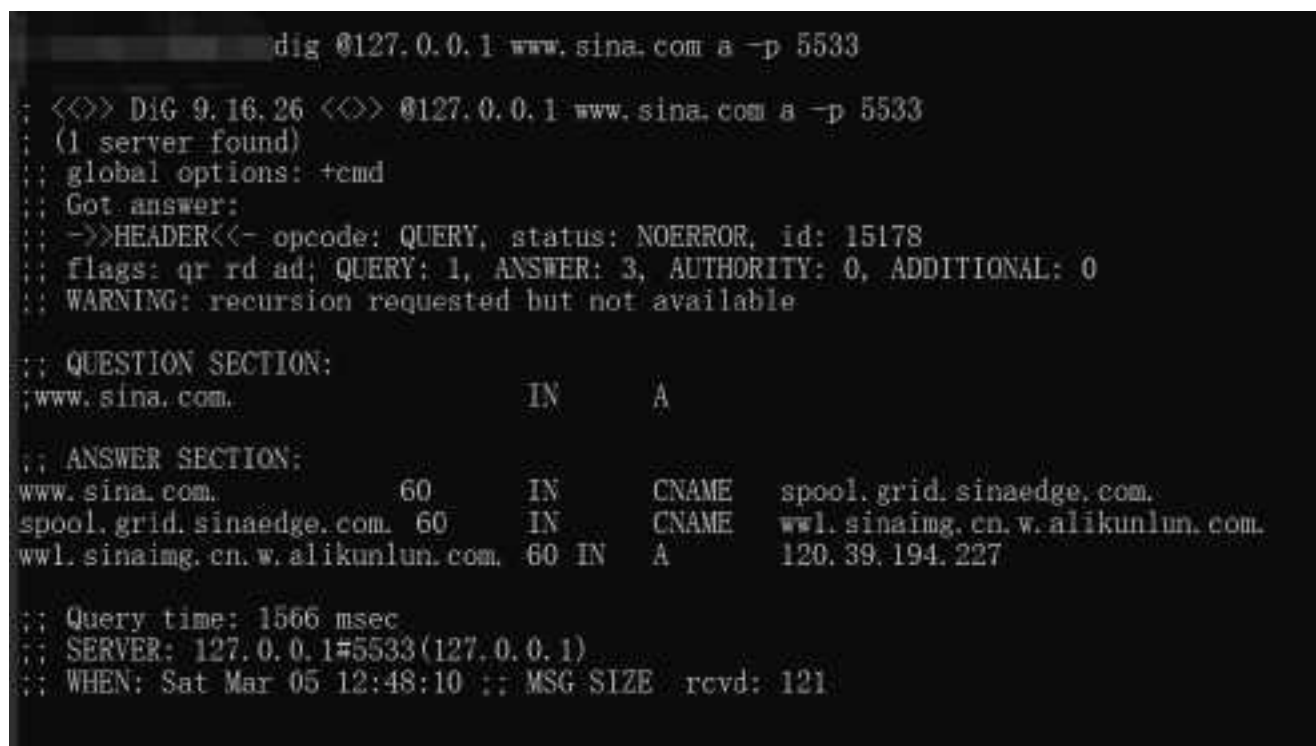 dig @127.0.0.1 www.sina.com a -p 5533
; <<>> DiG 9.16.26 <<>> @127.0.0.1 www.sina.com a -p 5533
; (1 server found)
;; global options: +cmd
;; Got answer:
;; ->>HEADER<<- opcode: QUERY, status: NOERROR, id: 15178
;; flags: qr rd ad; QUERY: 1, ANSWER: 3, AUTHORITY: 0, ADDITIONAL: 0
;; WARNING: recursion requested but not available
;; QUESTION SECTION:
;www.sina.com. IN A
;; ANSWER SECTION:
www.sina.com. 60 IN CNAME spool.grid.sinaedge.com.
spool.grid.sinaedge.com. 60 IN CNAME ww1.sinaimg.cn.w.alikunlun.com.
ww1.sinaimg.cn.w.alikunlun.com. 60 IN A 120.39.194.227
;; Query time: 1566 msec
;; SERVER: 127.0.0.1#5533(127.0.0.1)
;; WHEN: Sat Mar 05 12:48:10 ;; MSG SIZE rcvd: 121